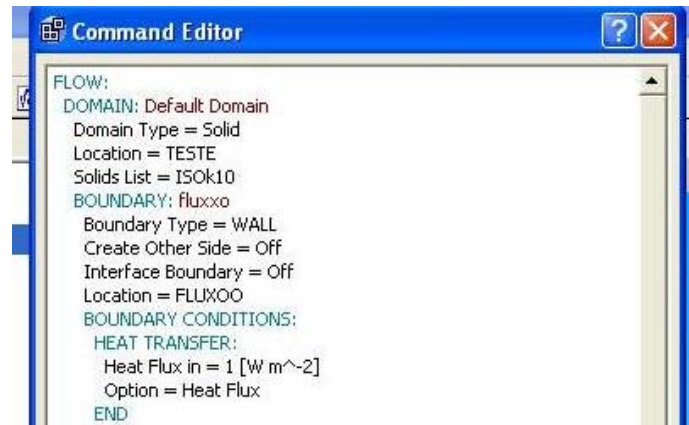 Command Editor
FLOW:
DOMAIN: Default Domain
Domain Type = Solid
Location = TESTE
Solids List = ISOk10
BOUNDARY: fluxxo
Boundary Type = WALL
Create Other Side = Off
Interface Boundary = Off
Location = FLUXOO
BOUNDARY CONDITIONS:
HEAT TRANSFER:
Heat Flux in = 1 [W m^-2]
Option = Heat Flux
END